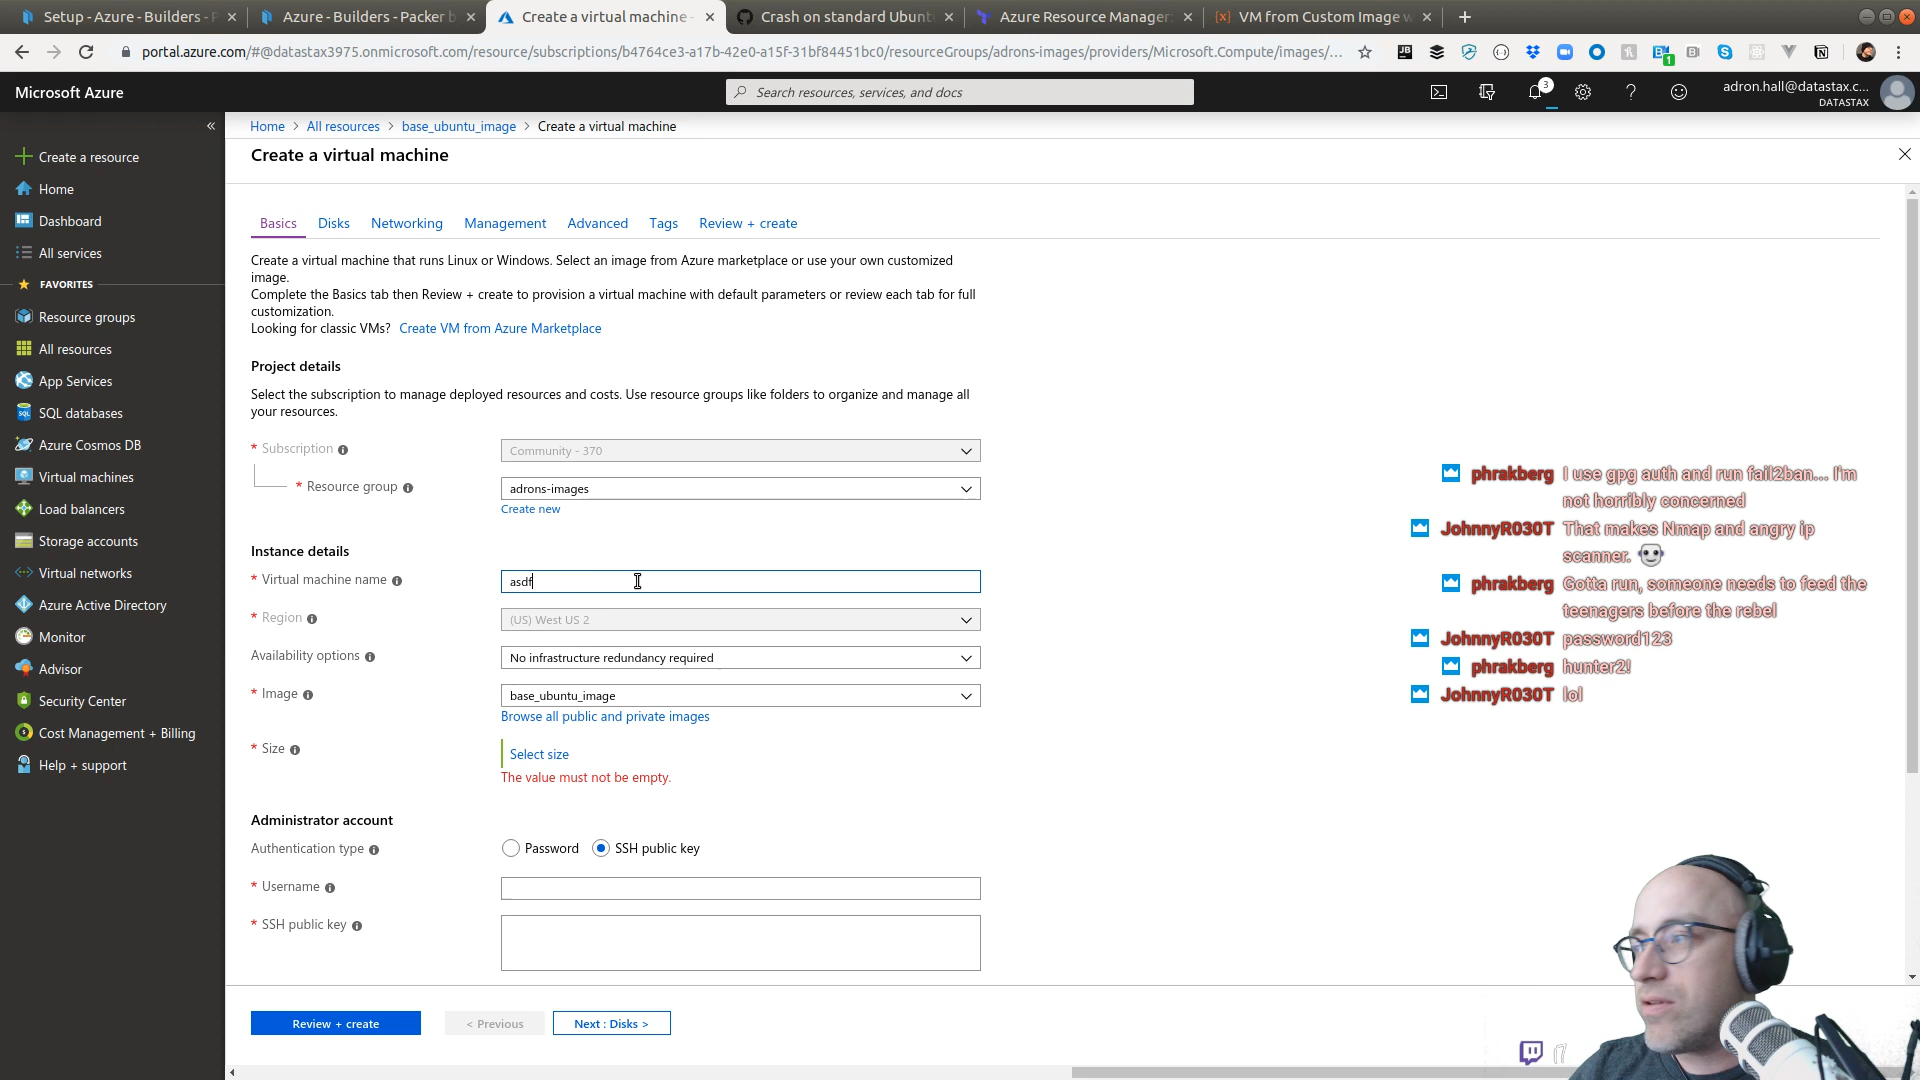 Setup - Azure - Builders - P
Azure - Builders - Packer b
Create a virtual machine -
Crash on standard Ubunt
Azure Resource Manager:
VM from Custom Image w
portal.azure.com/#@datastax3975.onmicrosoft.com/resource/subscriptions/b4764ce3-a17b-42e0-a15f-31bf84451bc0/resourceGroups/adrons-images/providers/Microsoft.Compute/images/...
Microsoft Azure
Search resources, services, and docs
3
adron.hall@datastax.c...
DATASTAX
Home > All resources > base_ubuntu_image > Create a virtual machine
Create a virtual machine
Create a resource
Home
Dashboard
All services
FAVORITES
Resource groups
All resources
App Services
SQL databases
Azure Cosmos DB
Virtual machines
Load balancers
Storage accounts
Virtual networks
Azure Active Directory
Monitor
Advisor
Security Center
Cost Management + Billing
Help + support
Basics Disks Networking Management Advanced Tags Review + create
Create a virtual machine that runs Linux or Windows. Select an image from Azure marketplace or use your own customized
image.
Complete the Basics tab then Review + create to provision a virtual machine with default parameters or review each tab for full
customization.
Looking for classic VMs? Create VM from Azure Marketplace
Project details
Select the subscription to manage deployed resources and costs. Use resource groups like folders to organize and manage all
your resources.
* Subscription
Community - 370
* Resource group
adrons-images
Create new
Instance details
* Virtual machine name
asdf
* Region
(US) West US 2
Availability options
No infrastructure redundancy required
* Image
base_ubuntu_image
Browse all public and private images
* Size
Select size
The value must not be empty.
Administrator account
Authentication type
Password SSH public key
* Username
* SSH public key
Review + create
< Previous
Next : Disks >
phrakberg I use gpg auth and run fail2ban... I'm
not horribly concerned
JohnnyR030T That makes Nmap and angry ip
scanner.
phrakberg Gotta run, someone needs to feed the
teenagers before the rebel
JohnnyR030T password123
phrakberg hunter2!
JohnnyR030T lol